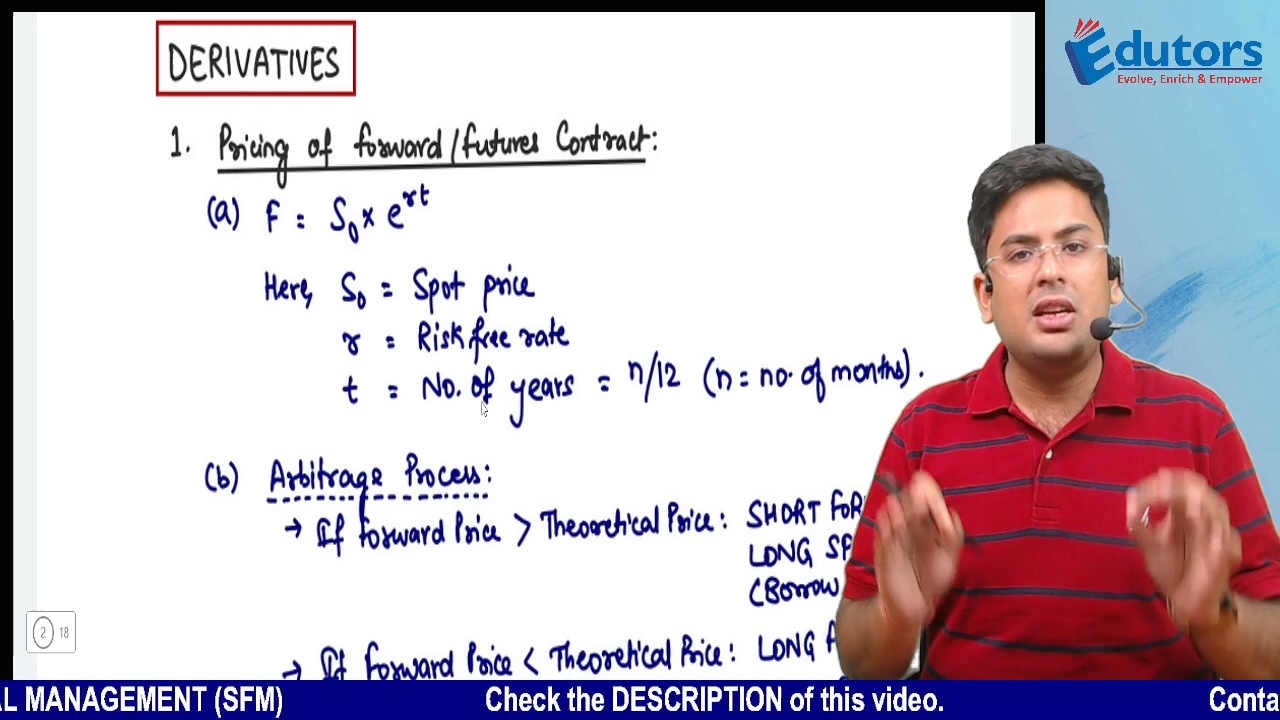 DERIVATIVES
1. Pricing of forward/futures Contract:
(a) F = S₀ x e^rt
Here, S₀ = Spot price
r = Risk free rate
t = No. of years = n/12 (n = no. of months).
(b) Arbitrage Process:
→ If forward Price > Theoretical Price: SHORT FOR
LONG SP
(Borrow
→ If forward Price < Theoretical Price: LONG F
2 18
Edutors
Evolve, Enrich & Empower
AL MANAGEMENT (SFM) Check the DESCRIPTION of this video. Conta